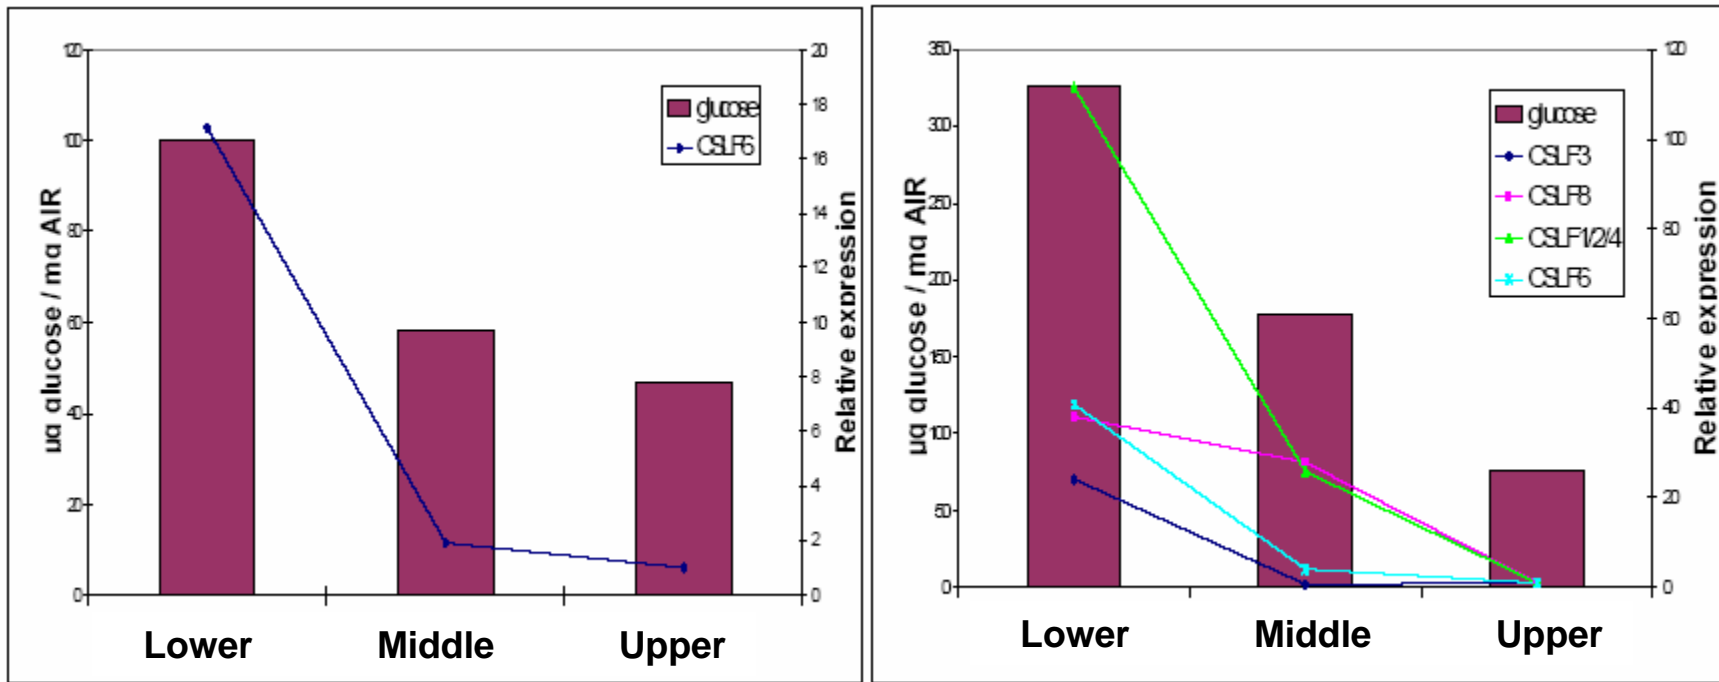 120
100
80
60
40
20
0
µg glucose / mg AIR
20
18
16
14
12
10
8
6
4
2
0
Relative expression
glucose
CSLF6
Lower Middle Upper
350
300
250
200
150
100
50
0
µg glucose / mg AIR
120
100
80
60
40
20
0
Relative expression
glucose
CSLF3
CSLF8
CSLF1/2/4
CSLF6
Lower Middle Upper